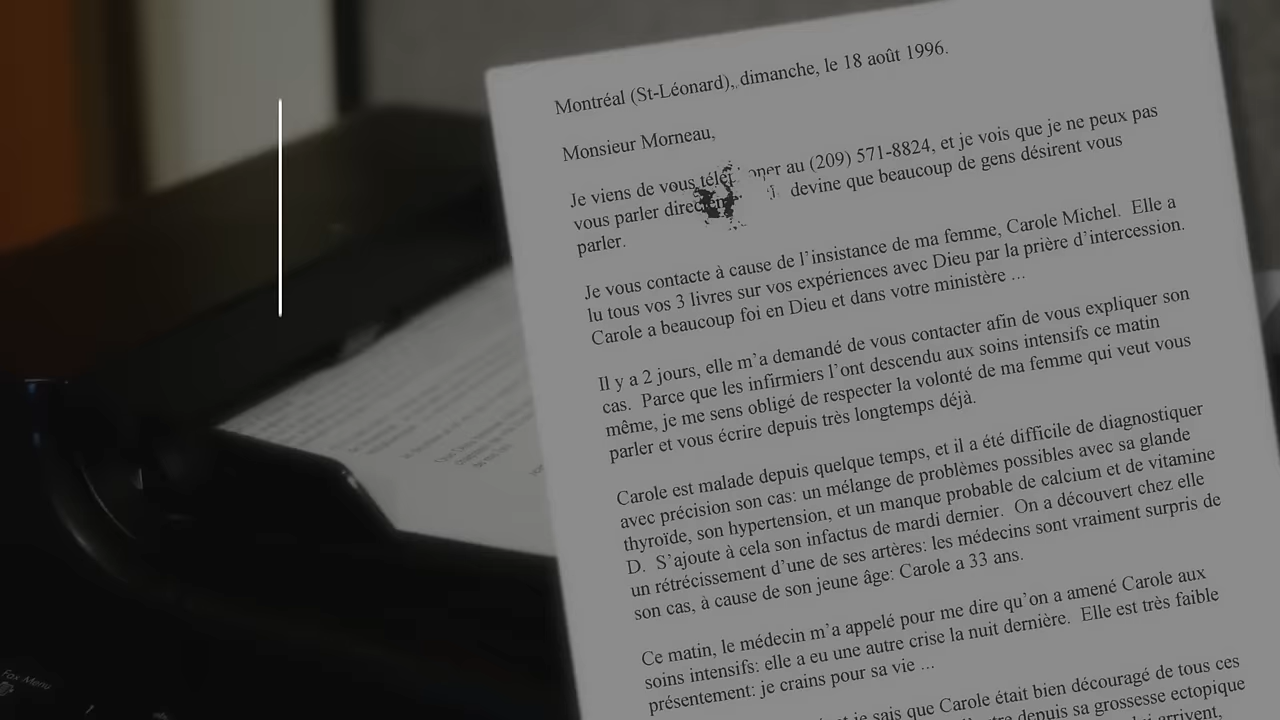 Montréal (St-Léonard), dimanche, le 18 août 1996.
Monsieur Morneau,
Je viens de vous au (209) 571-8824, et je vois que je ne peux pas
vous parler devine que beaucoup de gens désirent vous
parler.
Je vous contacte à cause de l'insistance de ma femme, Carole Michel. Elle a
lu tous vos 3 livres sur vos expériences avec Dieu par la prière d'intercession.
Carole a beaucoup foi en Dieu et dans votre ministère ...
Il y a 2 jours, elle m'a demandé de vous contacter afin de vous expliquer son
cas. Parce que les infirmiers l'ont descendu aux soins intensifs ce matin
même, je me sens obligé de respecter la volonté de ma femme qui veut vous
parler et vous écrire depuis très longtemps déjà.
Carole est malade depuis quelque temps, et il a été difficile de diagnostiquer
avec précision son cas: un mélange de problèmes possibles avec sa glande
thyroïde, son hypertension, et un manque probable de calcium et de vitamine
D. S'ajoute à cela son infactus de mardi dernier. On a découvert chez elle
un rétrécissement d'une de ses artères: les médecins sont vraiment surpris de
son cas, à cause de son jeune âge: Carole a 33 ans.
Ce matin, le médecin m'a appelé pour me dire qu'on a amené Carole aux
soins intensifs: elle a eu une autre crise la nuit dernière. Elle est très faible
présentement: je crains pour sa vie ...
je sais que Carole était bien découragé de tous ces
depuis sa grossesse ectopique
arrivent,
Fax Menu